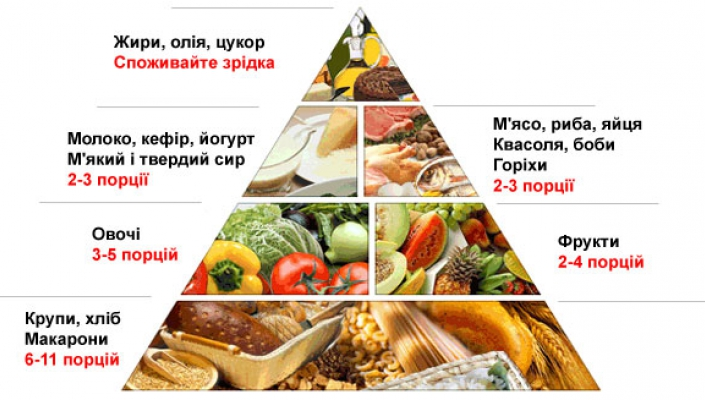 Жири, олія, цукор
Споживайте зрідка
Молоко, кефір, йогурт
М'який і твердий сир
2-3 порції
М'ясо, риба, яйця
Квасоля, боби
Горіхи
2-3 порції
Овочі
3-5 порцій
Фрукти
2-4 порцій
Крупи, хліб
Макарони
6-11 порцій